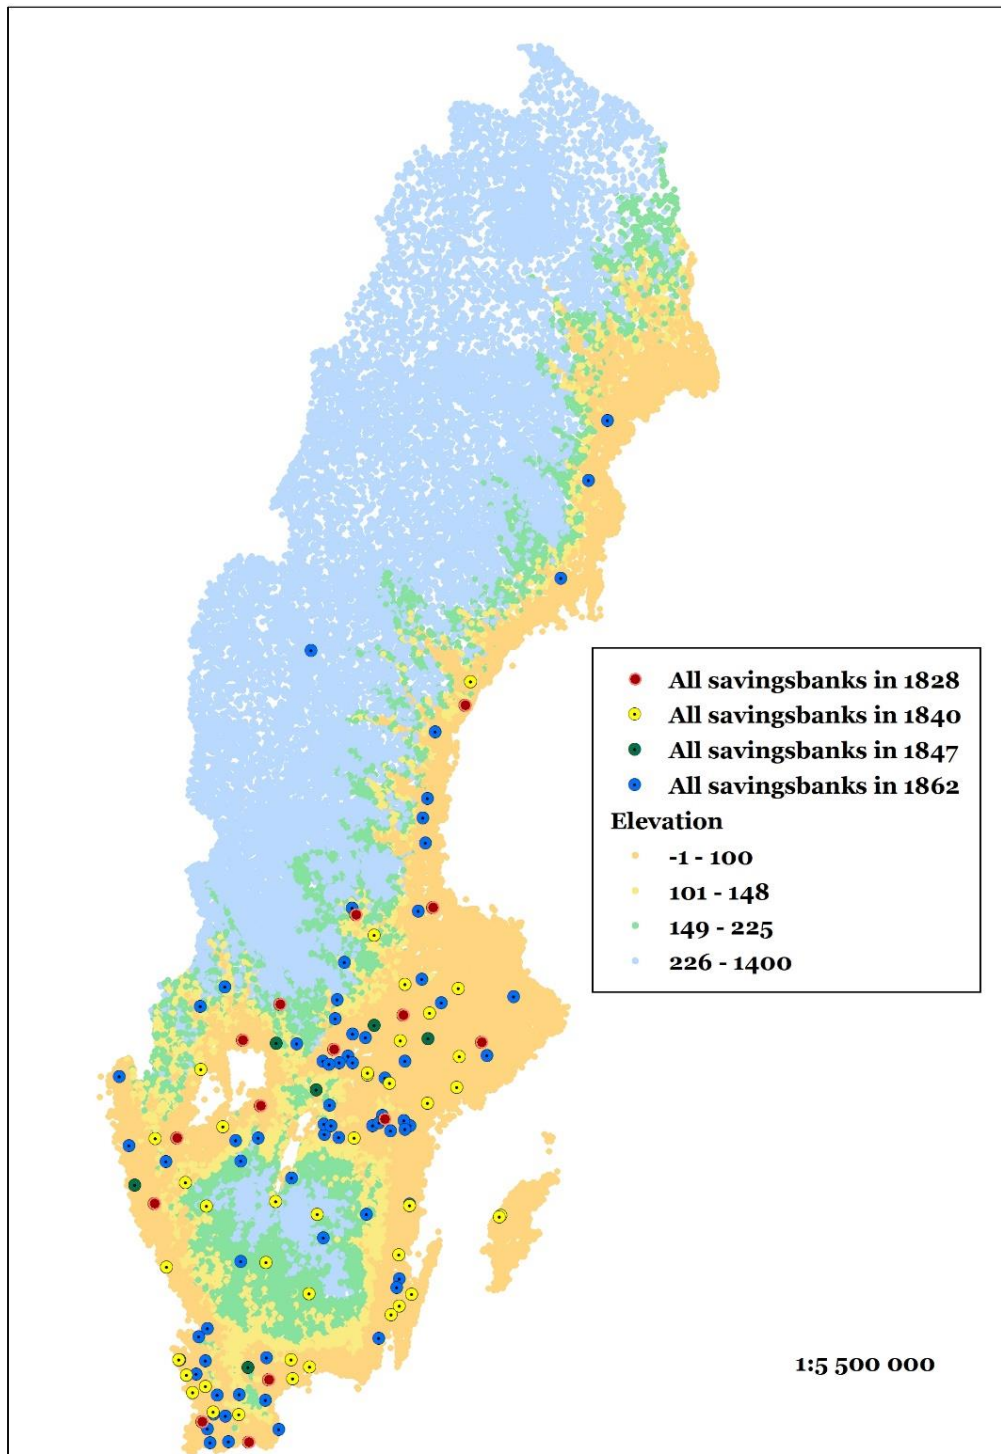 All savingsbanks in 1828
All savingsbanks in 1840
All savingsbanks in 1847
All savingsbanks in 1862
Elevation
-1 - 100
101 - 148
149 - 225
226 - 1400
1:5 500 000